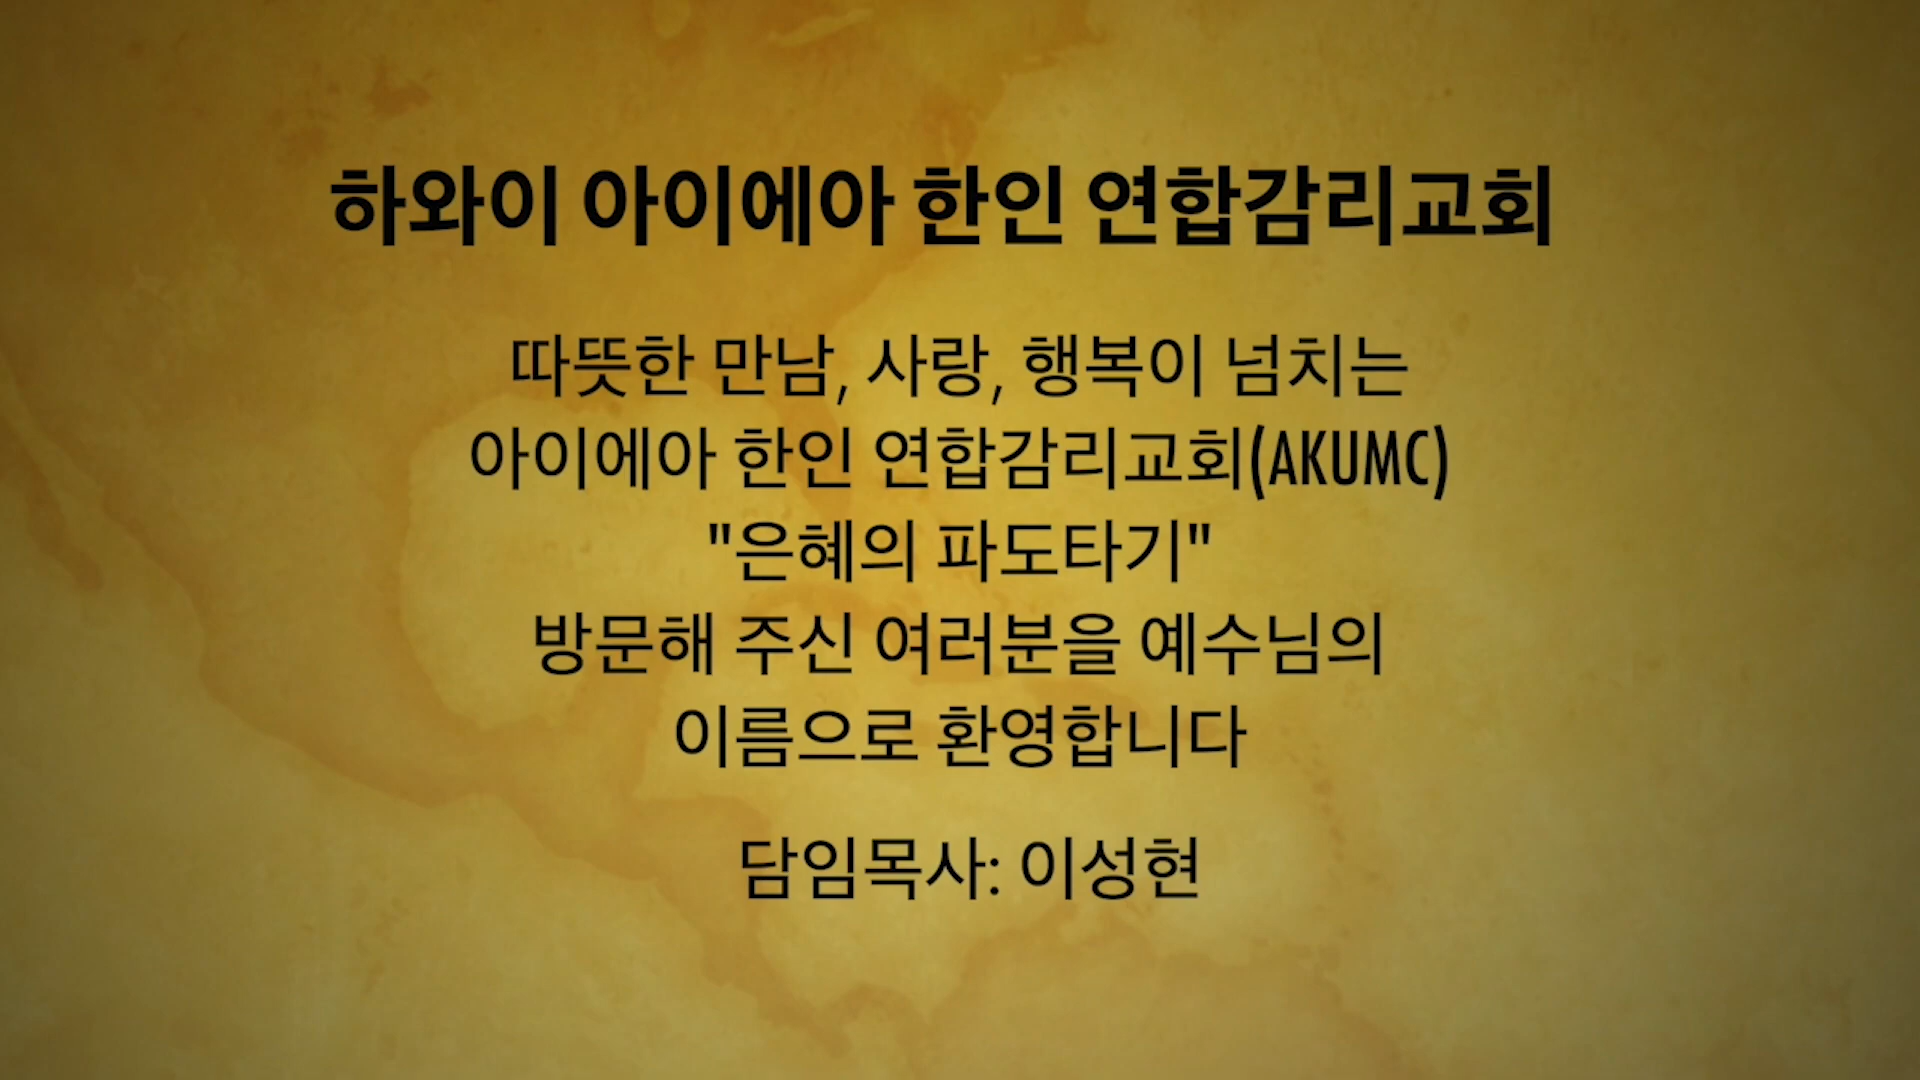 하와이 아이에아 한인 연합감리교회
따뜻한 만남, 사랑, 행복이 넘치는
아이에아 한인 연합감리교회(AKUMC)
"은혜의 파도타기"
방문해 주신 여러분을 예수님의
이름으로 환영합니다
담임목사: 이성현